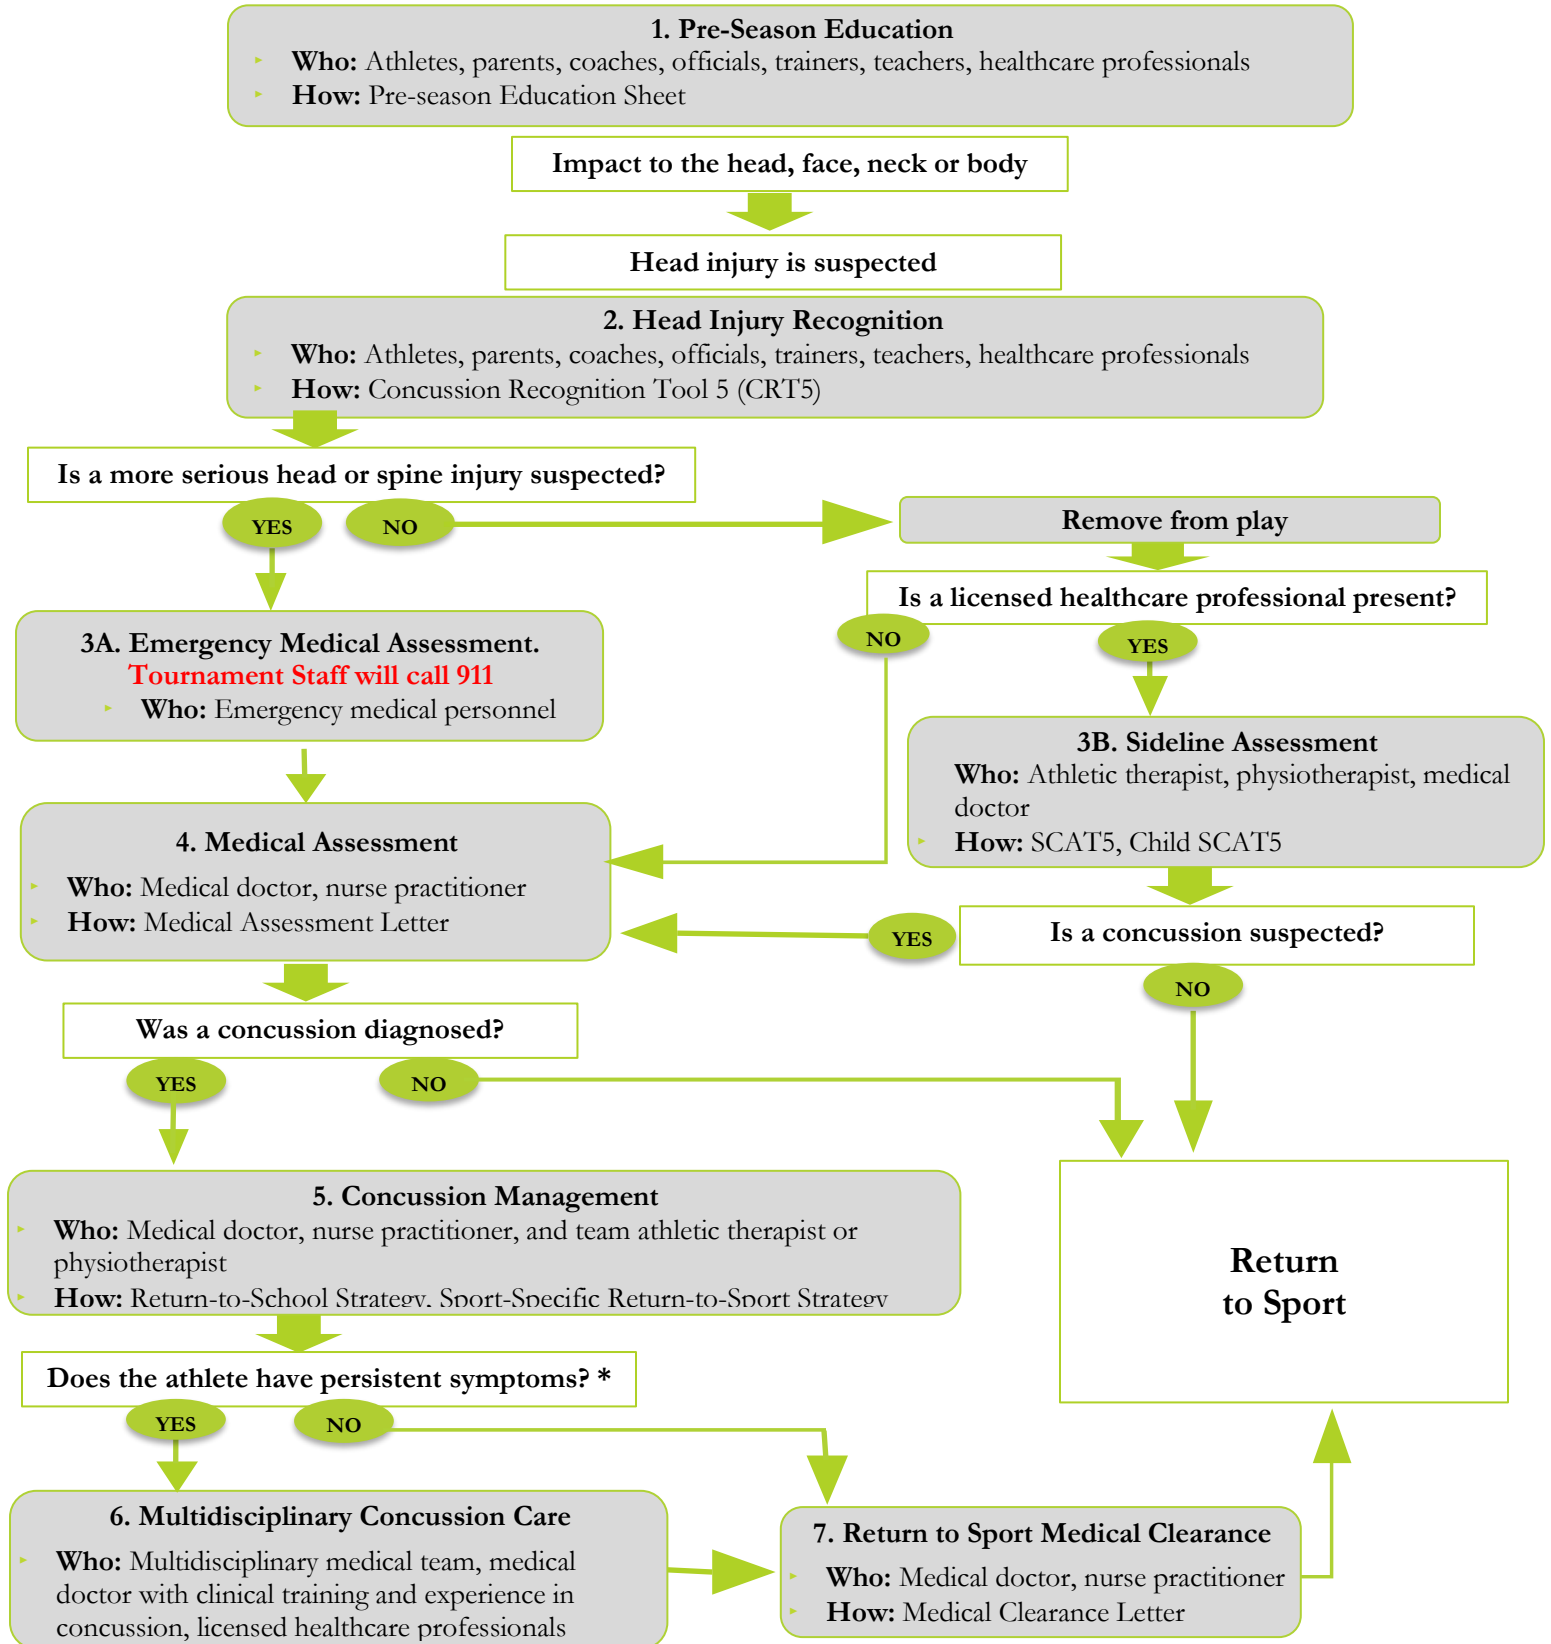 1. Pre-Season Education
Who: Athletes, parents, coaches, officials, trainers, teachers, healthcare professionals
How: Pre-season Education Sheet
Impact to the head, face, neck or body
Head injury is suspected
2. Head Injury Recognition
Who: Athletes, parents, coaches, officials, trainers, teachers, healthcare professionals
How: Concussion Recognition Tool 5 (CRT5)
Is a more serious head or spine injury suspected?
YES
NO
Remove from play
Is a licensed healthcare professional present?
NO
YES
3A. Emergency Medical Assessment.
Tournament Staff will call 911
Who: Emergency medical personnel
3B. Sideline Assessment
Who: Athletic therapist, physiotherapist, medical
doctor
How: SCAT5, Child SCAT5
4. Medical Assessment
Who: Medical doctor, nurse practitioner
How: Medical Assessment Letter
YES
Is a concussion suspected?
NO
Was a concussion diagnosed?
YES
NO
5. Concussion Management
Who: Medical doctor, nurse practitioner, and team athletic therapist or
physiotherapist
How: Return-to-School Strategy, Sport-Specific Return-to-Sport Strategy
Return
to Sport
Does the athlete have persistent symptoms? *
YES
NO
6. Multidisciplinary Concussion Care
Who: Multidisciplinary medical team, medical
doctor with clinical training and experience in
concussion, licensed healthcare professionals
7. Return to Sport Medical Clearance
Who: Medical doctor, nurse practitioner
How: Medical Clearance Letter